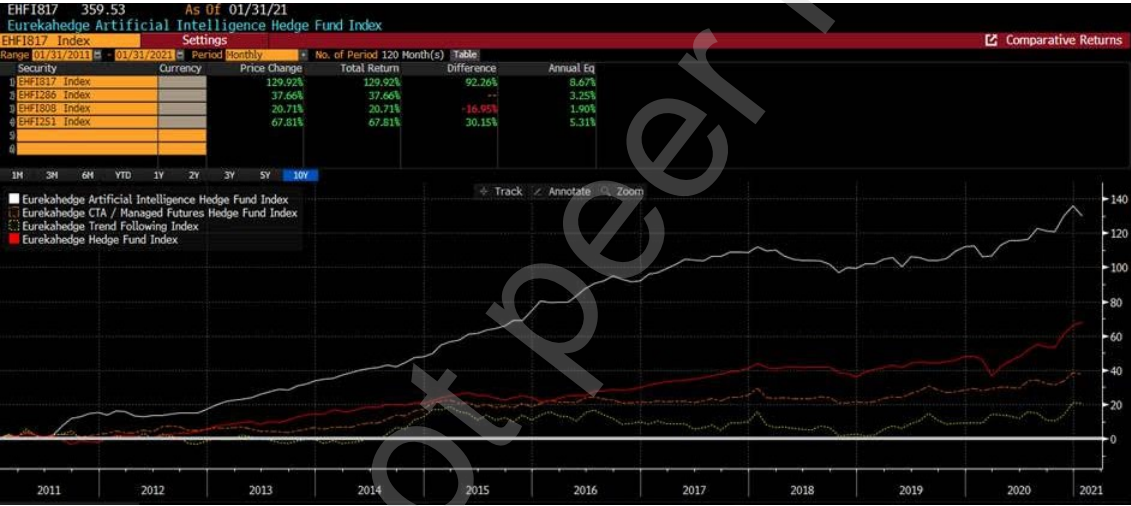 EHFI817 359.53 As Of 01/31/21
Eurekahedge Artificial Intelligence Hedge Fund Index
EHFI817 Index Settings Comparative Returns
Range 01/31/2011 - 01/31/2021 Period Monthly No. of Period 120 Month(s) Table
Security Currency Price Change Total Return Difference Annual Eq
1) EHFI817 Index 129.92% 129.92% 92.26% 8.67%
2) EHFI286 Index 37.66% 37.66% -- 3.25%
3) EHFI808 Index 20.71% 20.71% -16.95% 1.90%
4) EHFI251 Index 67.81% 67.81% 30.15% 5.31%
5)
6)
1M 3M 6M YTD 1Y 2Y 3Y 5Y 10Y
Track Annotate Zoom
Eurekahedge Artificial Intelligence Hedge Fund Index
Eurekahedge CTA / Managed Futures Hedge Fund Index
Eurekahedge Trend Following Index
Eurekahedge Hedge Fund Index
140
120
100
80
60
40
20
0
2011 2012 2013 2014 2015 2016 2017 2018 2019 2020 2021
ot per